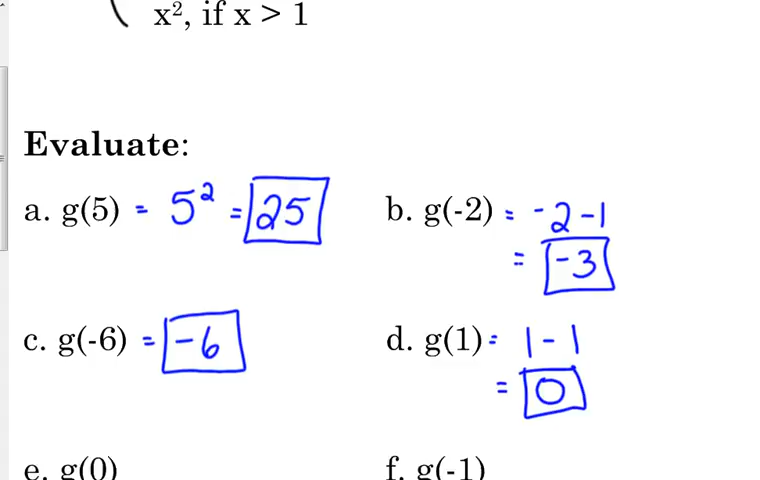 x², if x > 1
Evaluate:
a. g(5) = 5² = 25
b. g(-2) = -2-1
= -3
c. g(-6) = -6
d. g(1) = 1-1
= 0
e. g(0)
f. g(-1)